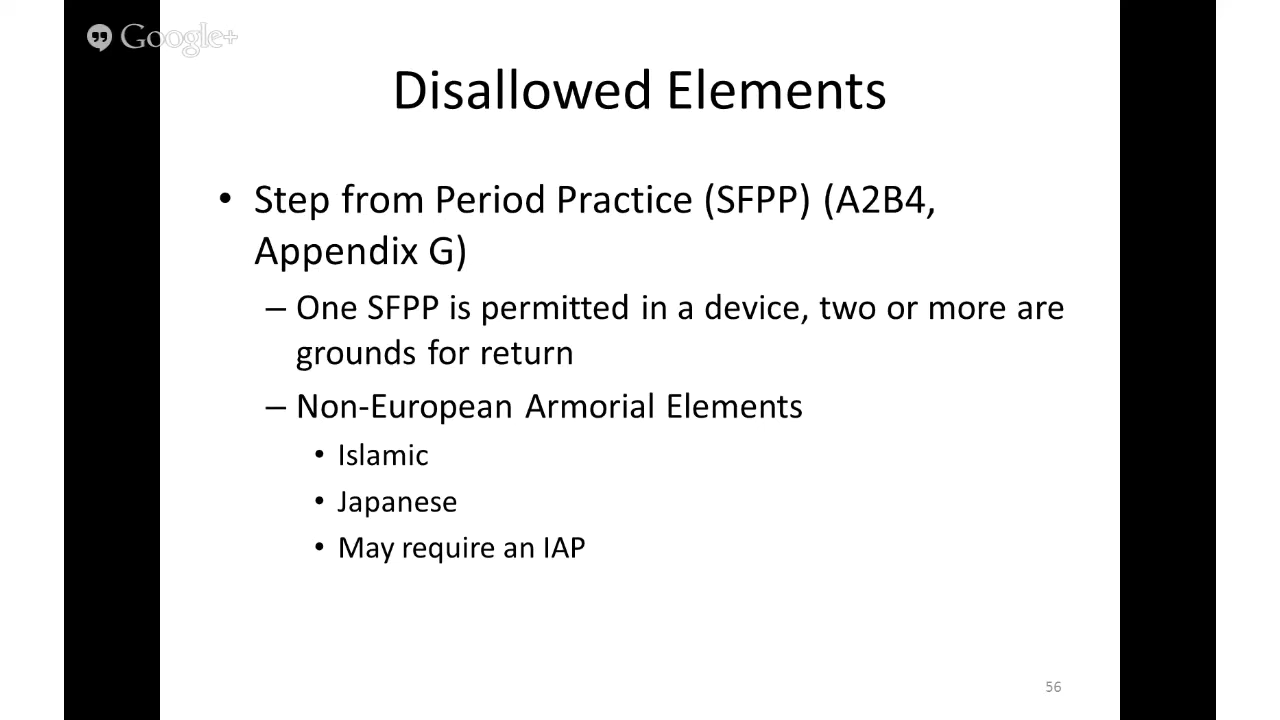 Google+
Disallowed Elements
• Step from Period Practice (SFPP) (A2B4,
Appendix G)
– One SFPP is permitted in a device, two or more are
grounds for return
– Non-European Armorial Elements
• Islamic
• Japanese
• May require an IAP
56